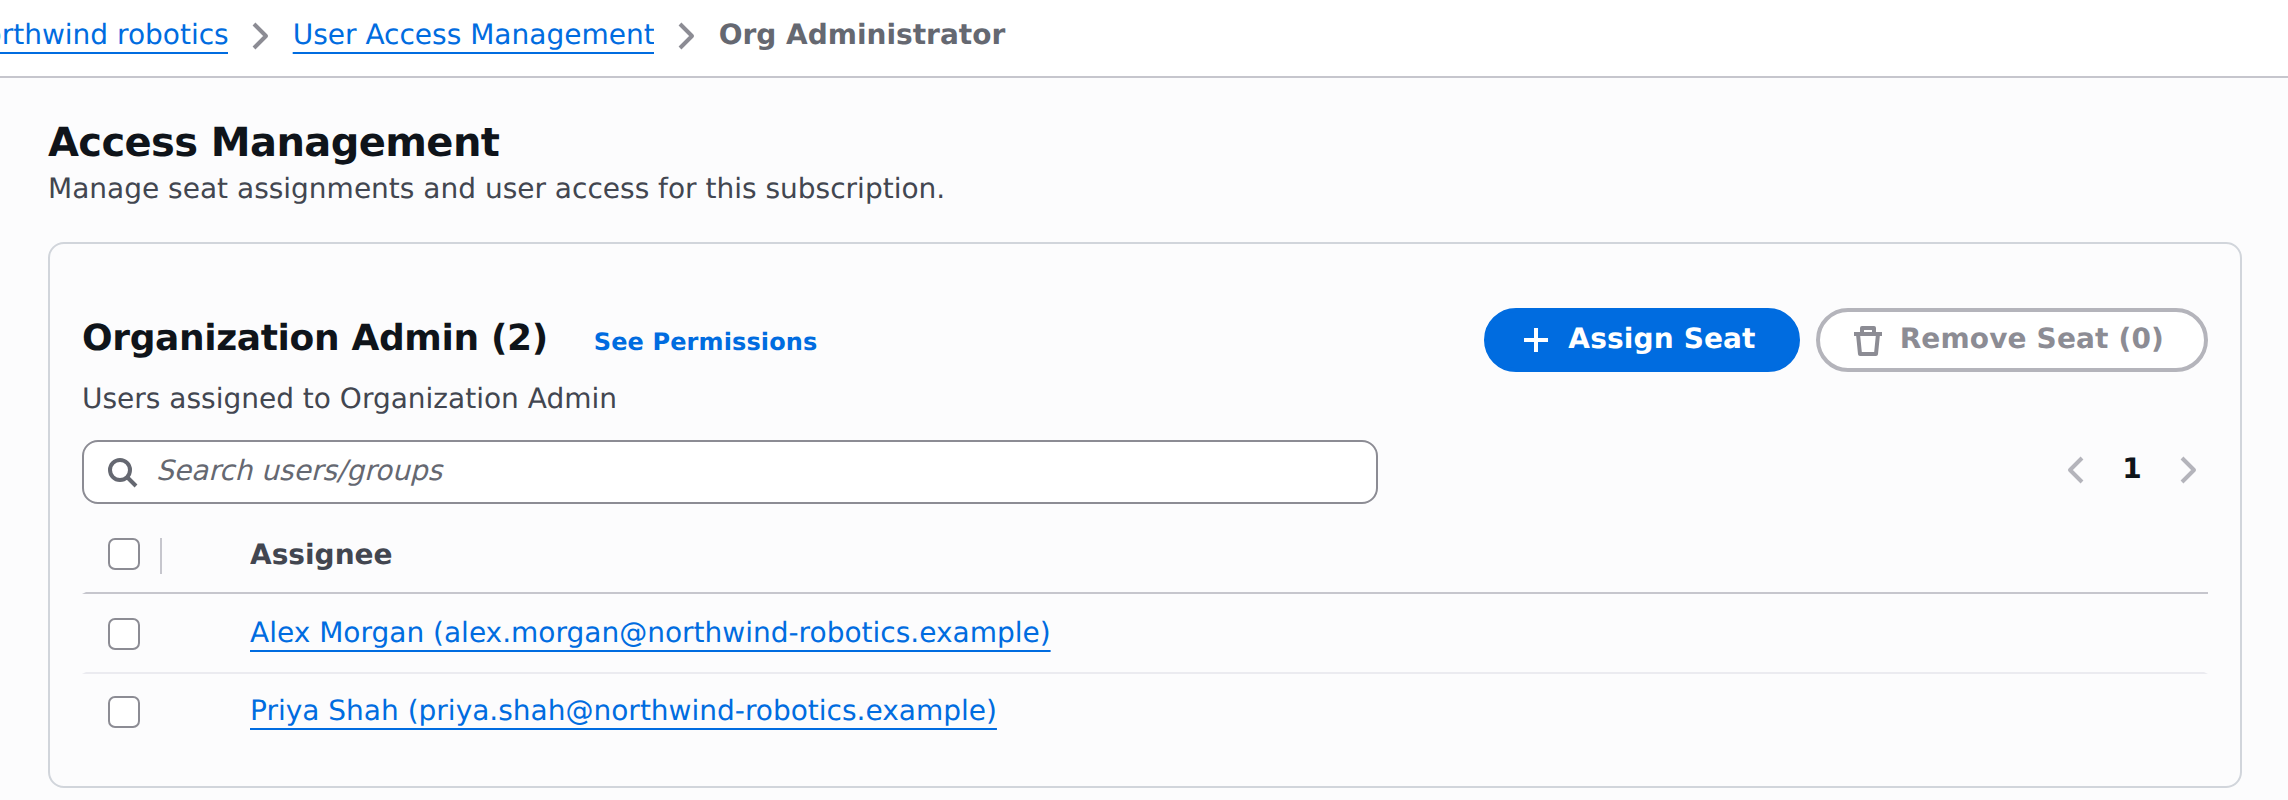 rthwind robotics > User Access Management > Org Administrator
Access Management
Manage seat assignments and user access for this subscription.
Organization Admin (2) See Permissions + Assign Seat Remove Seat (0)
Users assigned to Organization Admin
Search users/groups < 1 >
Assignee
Alex Morgan (alex.morgan@northwind-robotics.example)
Priya Shah (priya.shah@northwind-robotics.example)